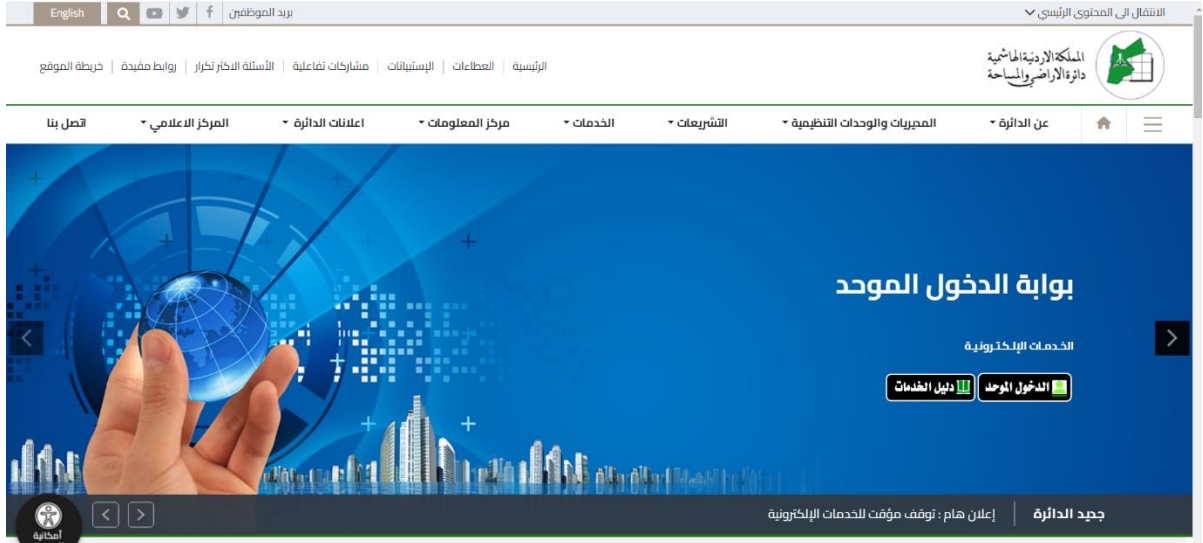 الانتقال الى المحتوى الرئيسي
بريد الموظفين
English
المملكة الاردنية الهاشمية
دائرة الاراضي والمساحة
الرئيسية | العطاءات | الإستبيانات | مشاركات تفاعلية | الأسئلة الاكثر تكرار | روابط مفيدة | خريطة الموقع
عن الدائرة
المديريات والوحدات التنظيمية
التشريعات
الخدمات
مركز المعلومات
اعلانات الدائرة
المركز الاعلامي
اتصل بنا
بوابة الدخول الموحد
الخدمات الإلكترونية
الدخول الموحد
دليل الخدمات
جديد الدائرة | إعلان هام : توقف مؤقت للخدمات الإلكترونية
أمكانية